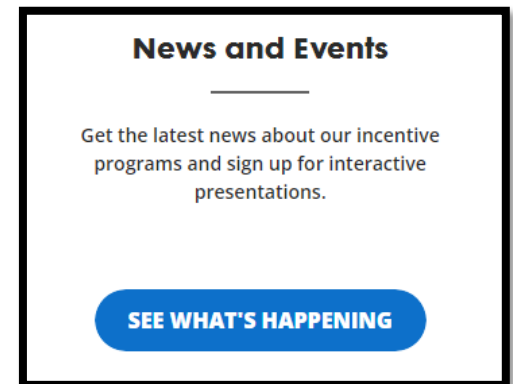 News and Events
Get the latest news about our incentive
programs and sign up for interactive
presentations.
SEE WHAT'S HAPPENING